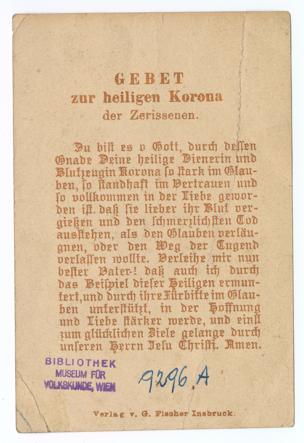 GEBET
zur heiligen Korona
der Zerissenen.
Du bist es o Gott, durch dessen
Gnade Deine heilige Dienerin und
Blutzeugin Korona so stark im Glau-
ben, so standhaft im Vertrauen und
so vollkommen in der Liebe gewor-
den ist, daß sie lieber ihr Blut ver-
gießen und den schmerzlichsten Tod
ausstehen, als den Glauben verläu-
gnen, oder den Weg der Tugend
verlassen wollte. Verleihe mir nun
bester Vater! daß auch ich durch
das Beispiel dieser Heiligen ermun-
tert, und durch ihre Fürbitte im Glau-
ben unterstützt, in der Hoffnung
und Liebe stärker werde, und einst
zum glücklichen Ziele gelange durch
unseren Herrn Jesu Christi. Amen.
BIBLIOTHEK
MUSEUM FÜR
VOLKSKUNDE, WIEN
9296.A
Verlag v. G. Fischer Insbruck.